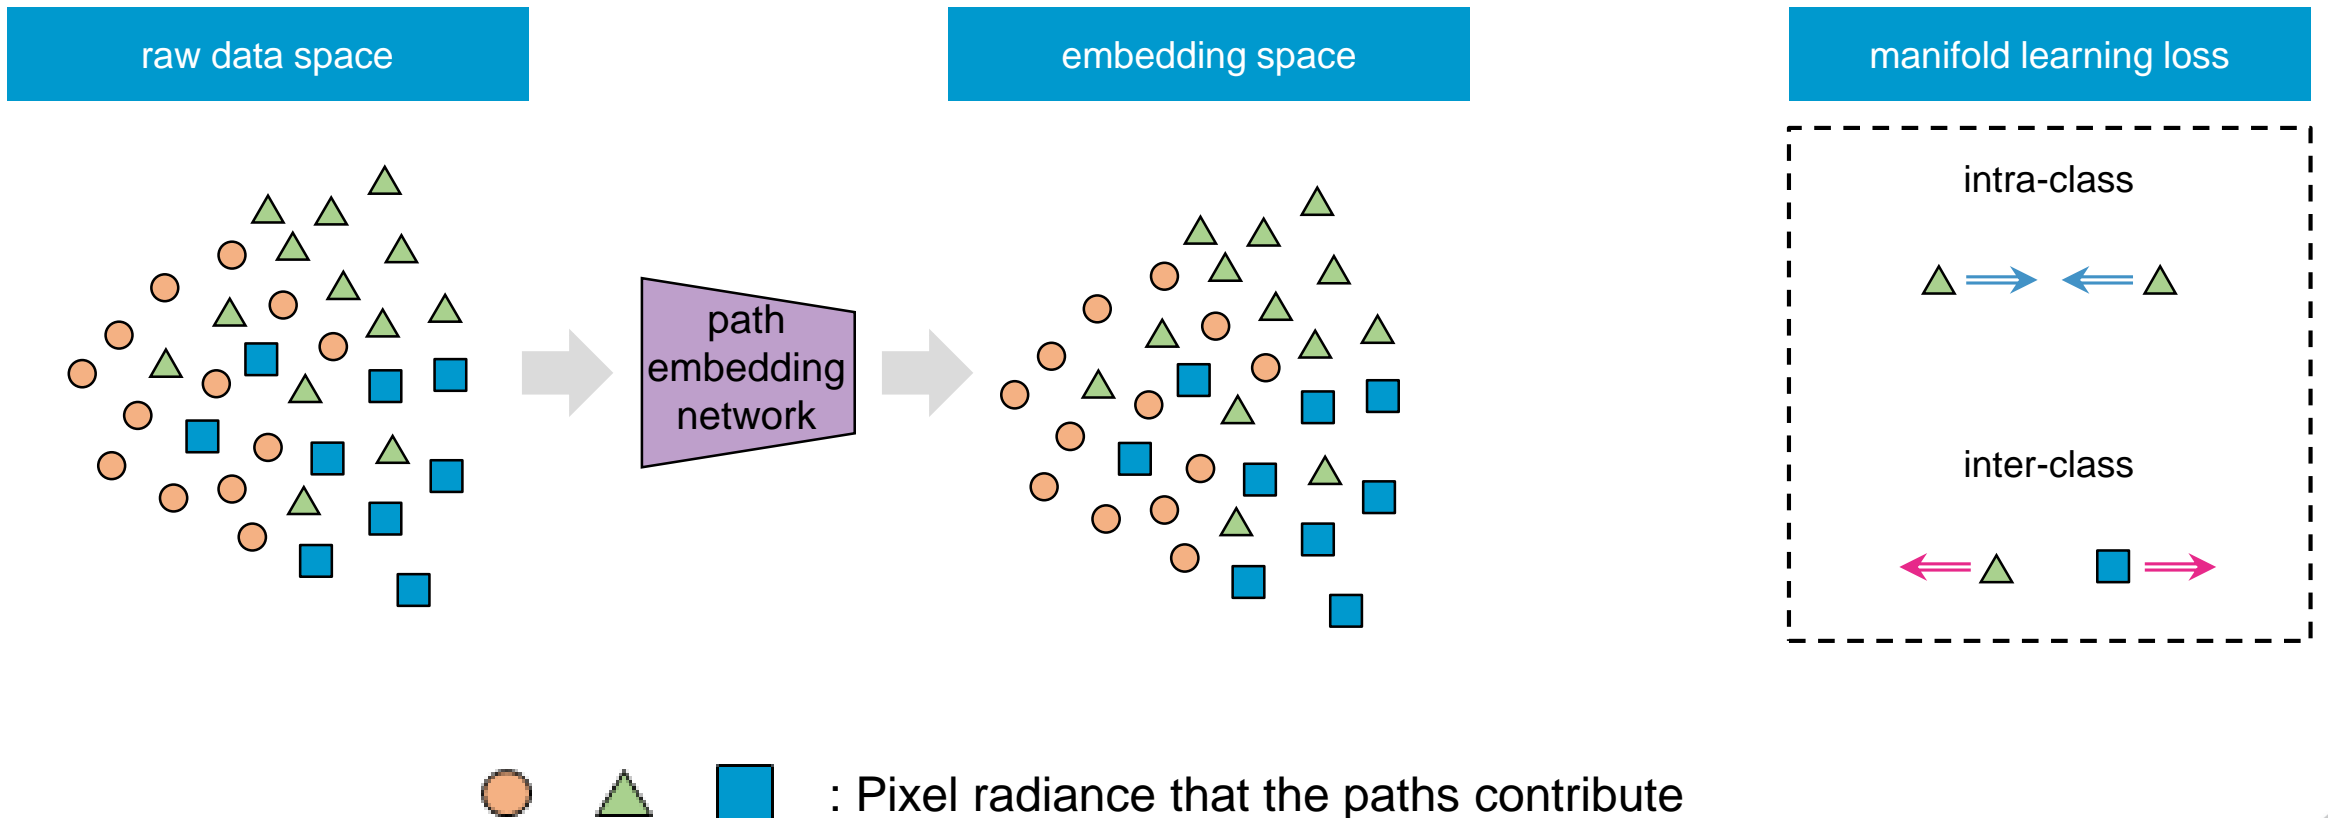 raw data space
embedding space
manifold learning loss
intra-class
path
embedding
network
inter-class
: Pixel radiance that the paths contribute